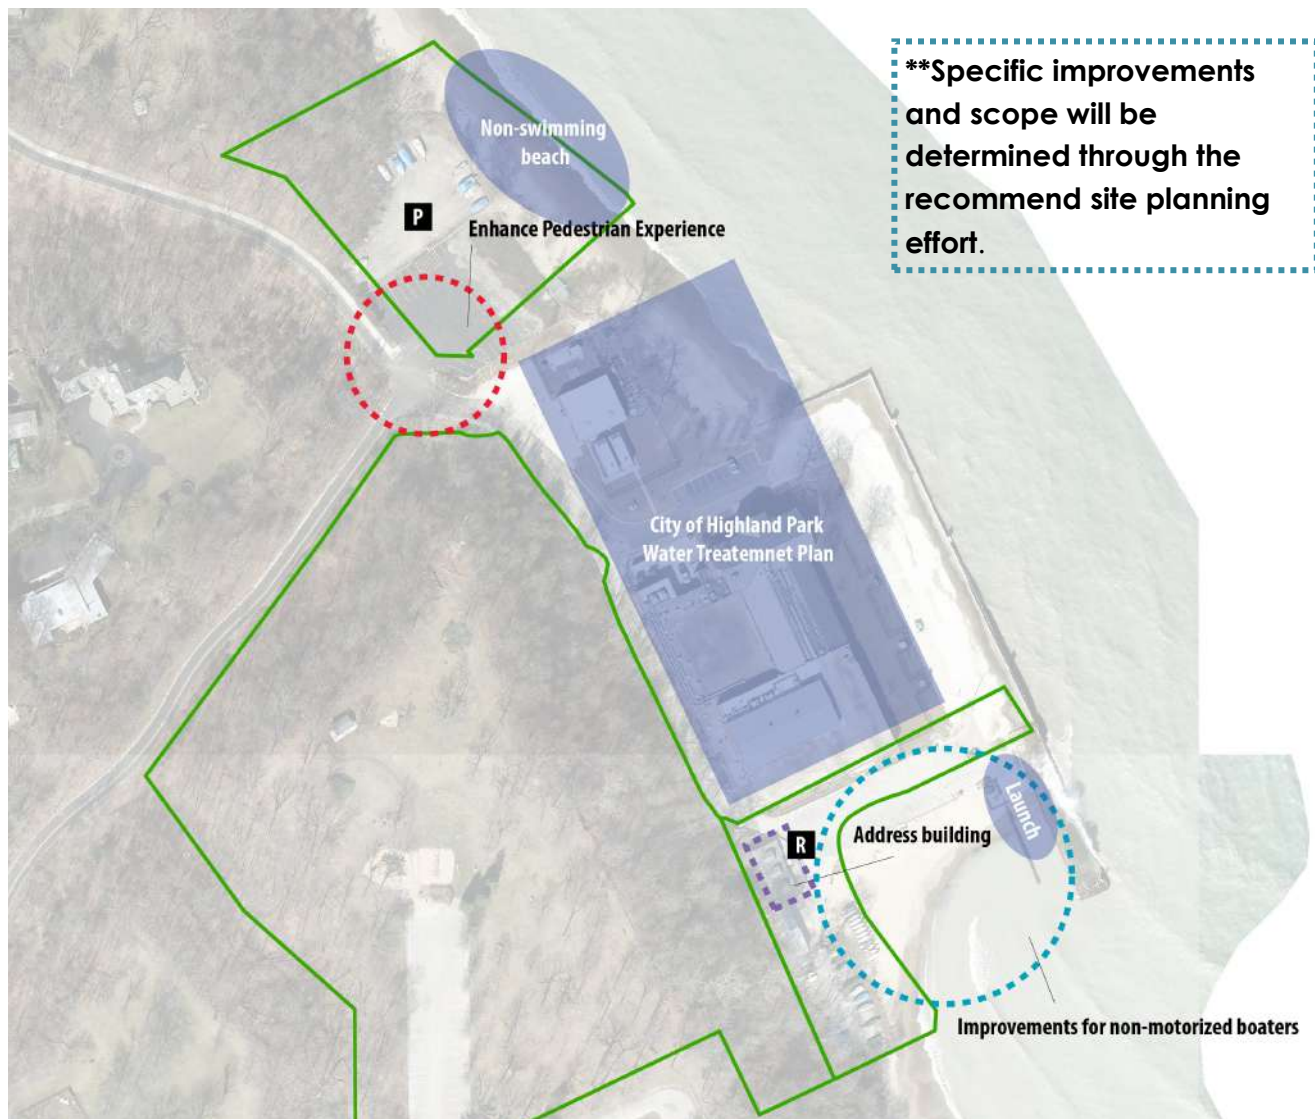 **Specific improvements
and scope will be
determined through the
recommend site planning
effort.
Non-swimming
beach
P
Enhance Pedestrian Experience
City of Highland Park
Water Treatemnet Plan
Launch
R
Address building
Improvements for non-motorized boaters